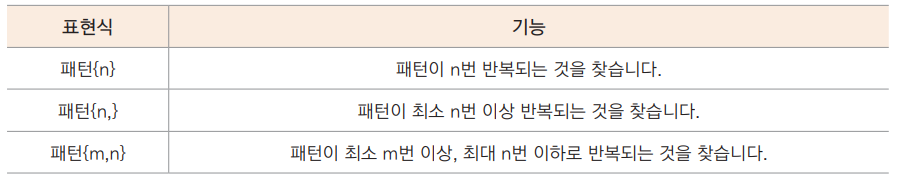 표현식 기능
패턴{n} 패턴이 n번 반복되는 것을 찾습니다.
패턴{n,} 패턴이 최소 n번 이상 반복되는 것을 찾습니다.
패턴{m,n} 패턴이 최소 m번 이상, 최대 n번 이하로 반복되는 것을 찾습니다.